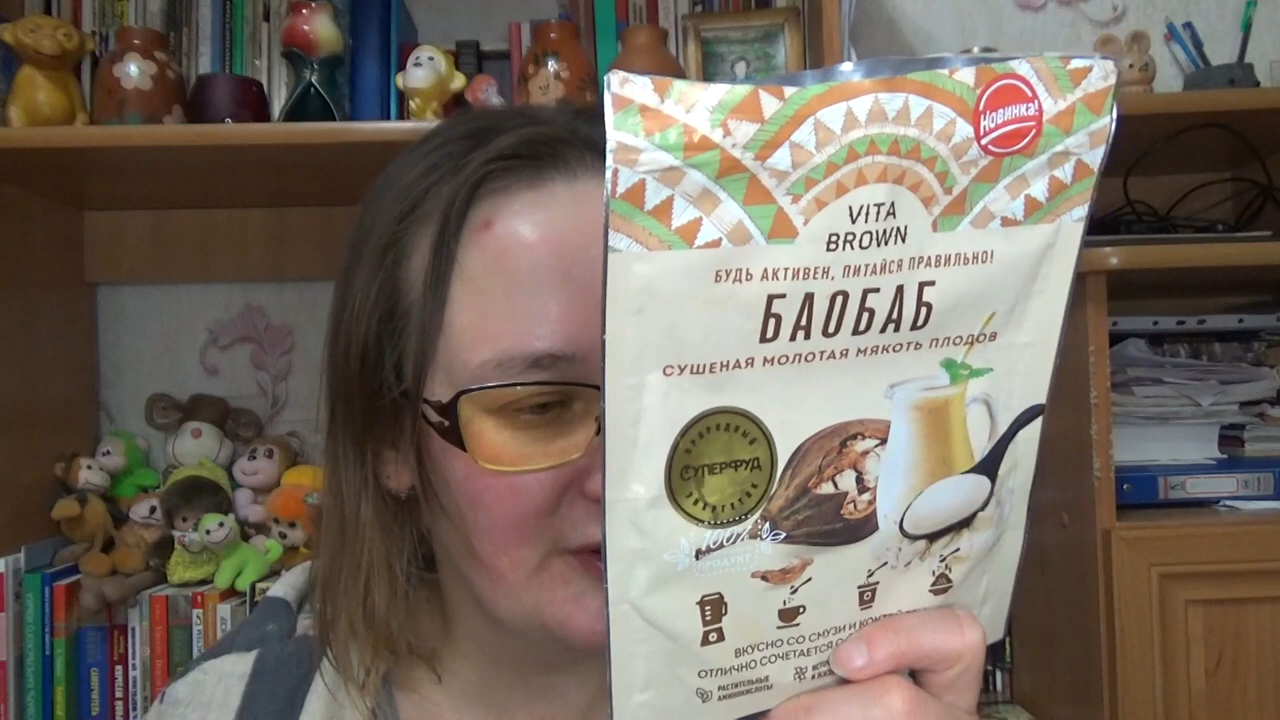 Новинка!
VITA
BROWN
БУДЬ АКТИВЕН, ПИТАЙСЯ ПРАВИЛЬНО!
БАОБАБ
СУШЕНАЯ МОЛОТАЯ МЯКОТЬ ПЛОДОВ
ПРИРОДНЫЙ
СУПЕРФУД
ЭНЕРГЕТИК
100%
ПРОДУКТ
ВКУСНО СО СМУЗИ И
ОТЛИЧНО СОЧЕТАЕТСЯ
РАСТИТЕЛЬНЫЕ
АМИНОКИСЛОТЫ